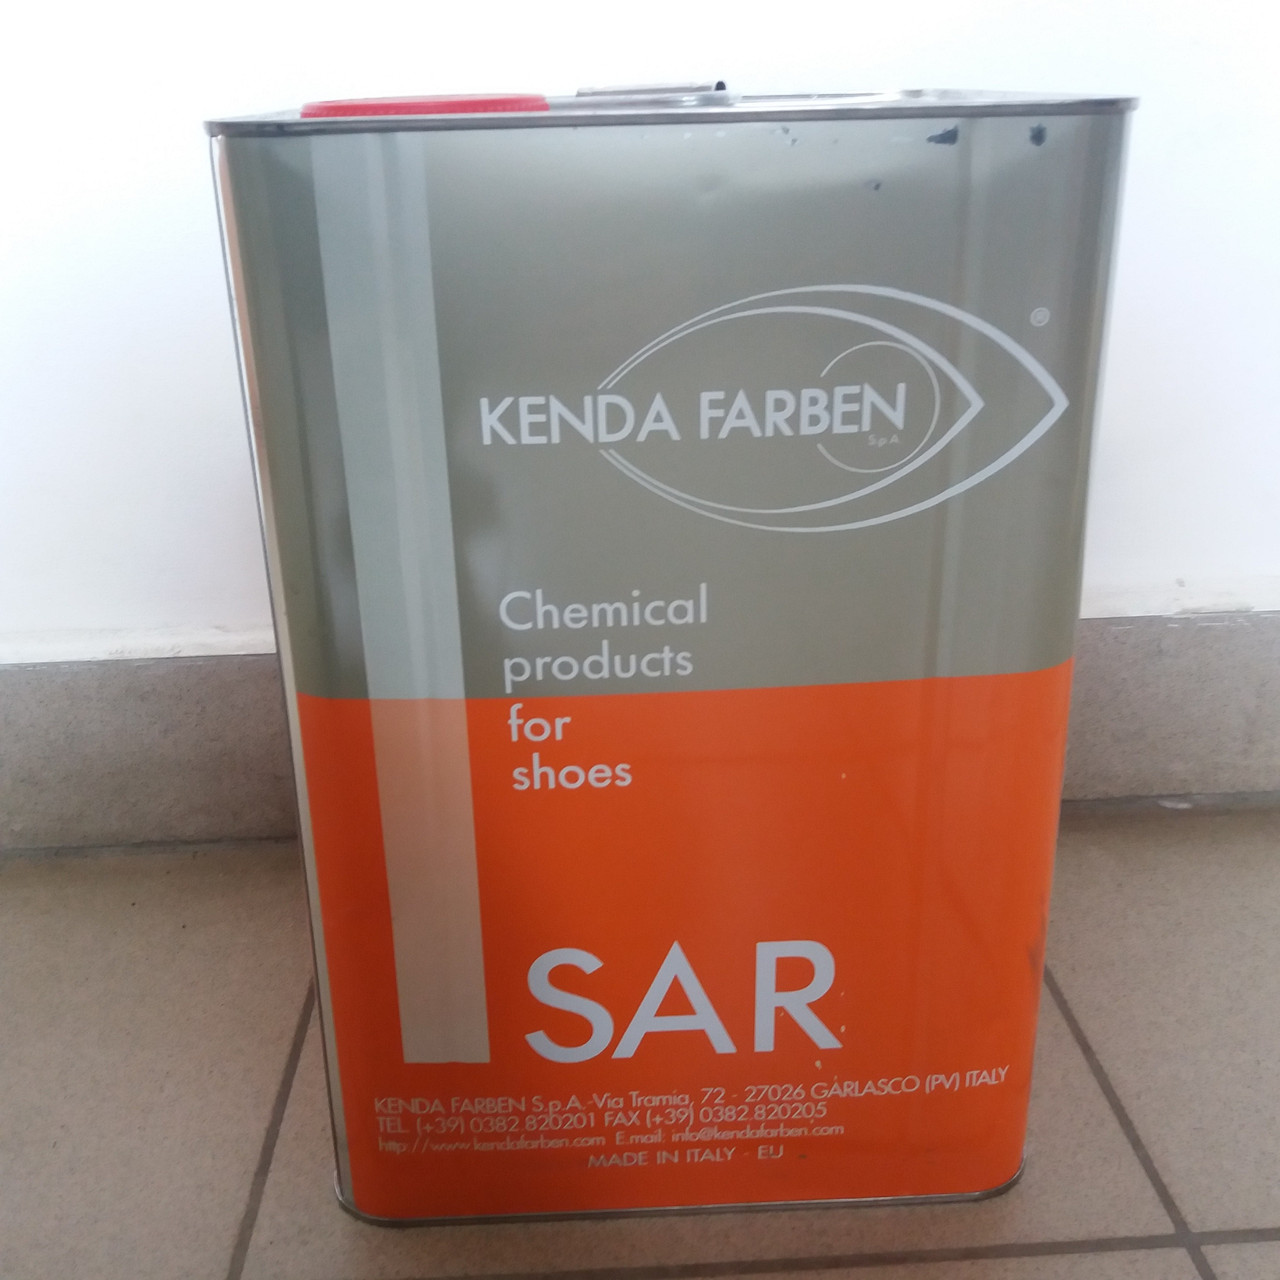 KENDA FARBEN
S.p.A
®
Chemical
products
for
shoes
SAR
KENDA FARBEN S.p.A.-Via Tramia, 72 - 27026 GARLASCO (PV) ITALY
TEL. (+39) 0382 820201 FAX (+39) 0382 820205
http://www.kendafarben.com E.mail: info@kendafarben.com
MADE IN ITALY - EU